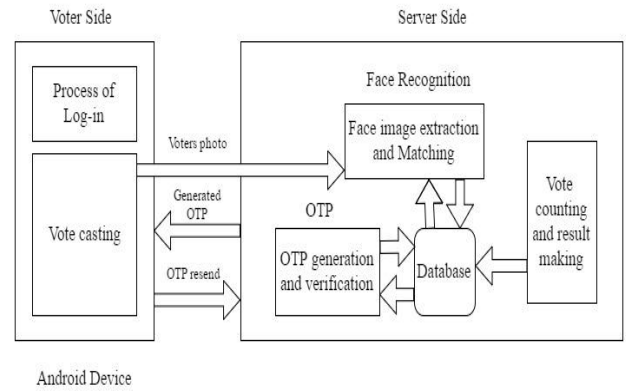 Voter Side
Server Side
Process of
Log-in
Face Recognition
Face image extraction
and Matching
Voters photo
Vote casting
Generated
OTP
OTP
OTP generation
and verification
Database
Vote
counting
and result
making
OTP resend
Android Device